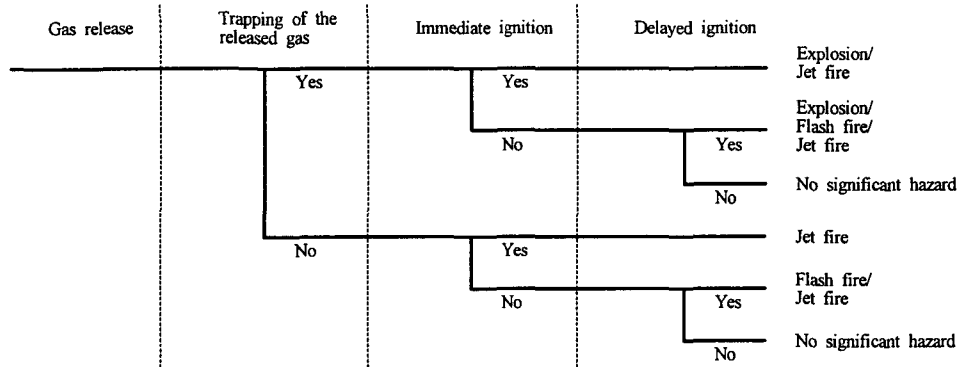 Gas release
Trapping of the
released gas
Immediate ignition
Delayed ignition
Yes
Yes
Explosion/
Jet fire
No
Yes
Explosion/
Flash fire/
Jet fire
No
No significant hazard
No
Yes
Jet fire
No
Yes
Flash fire/
Jet fire
No
No significant hazard